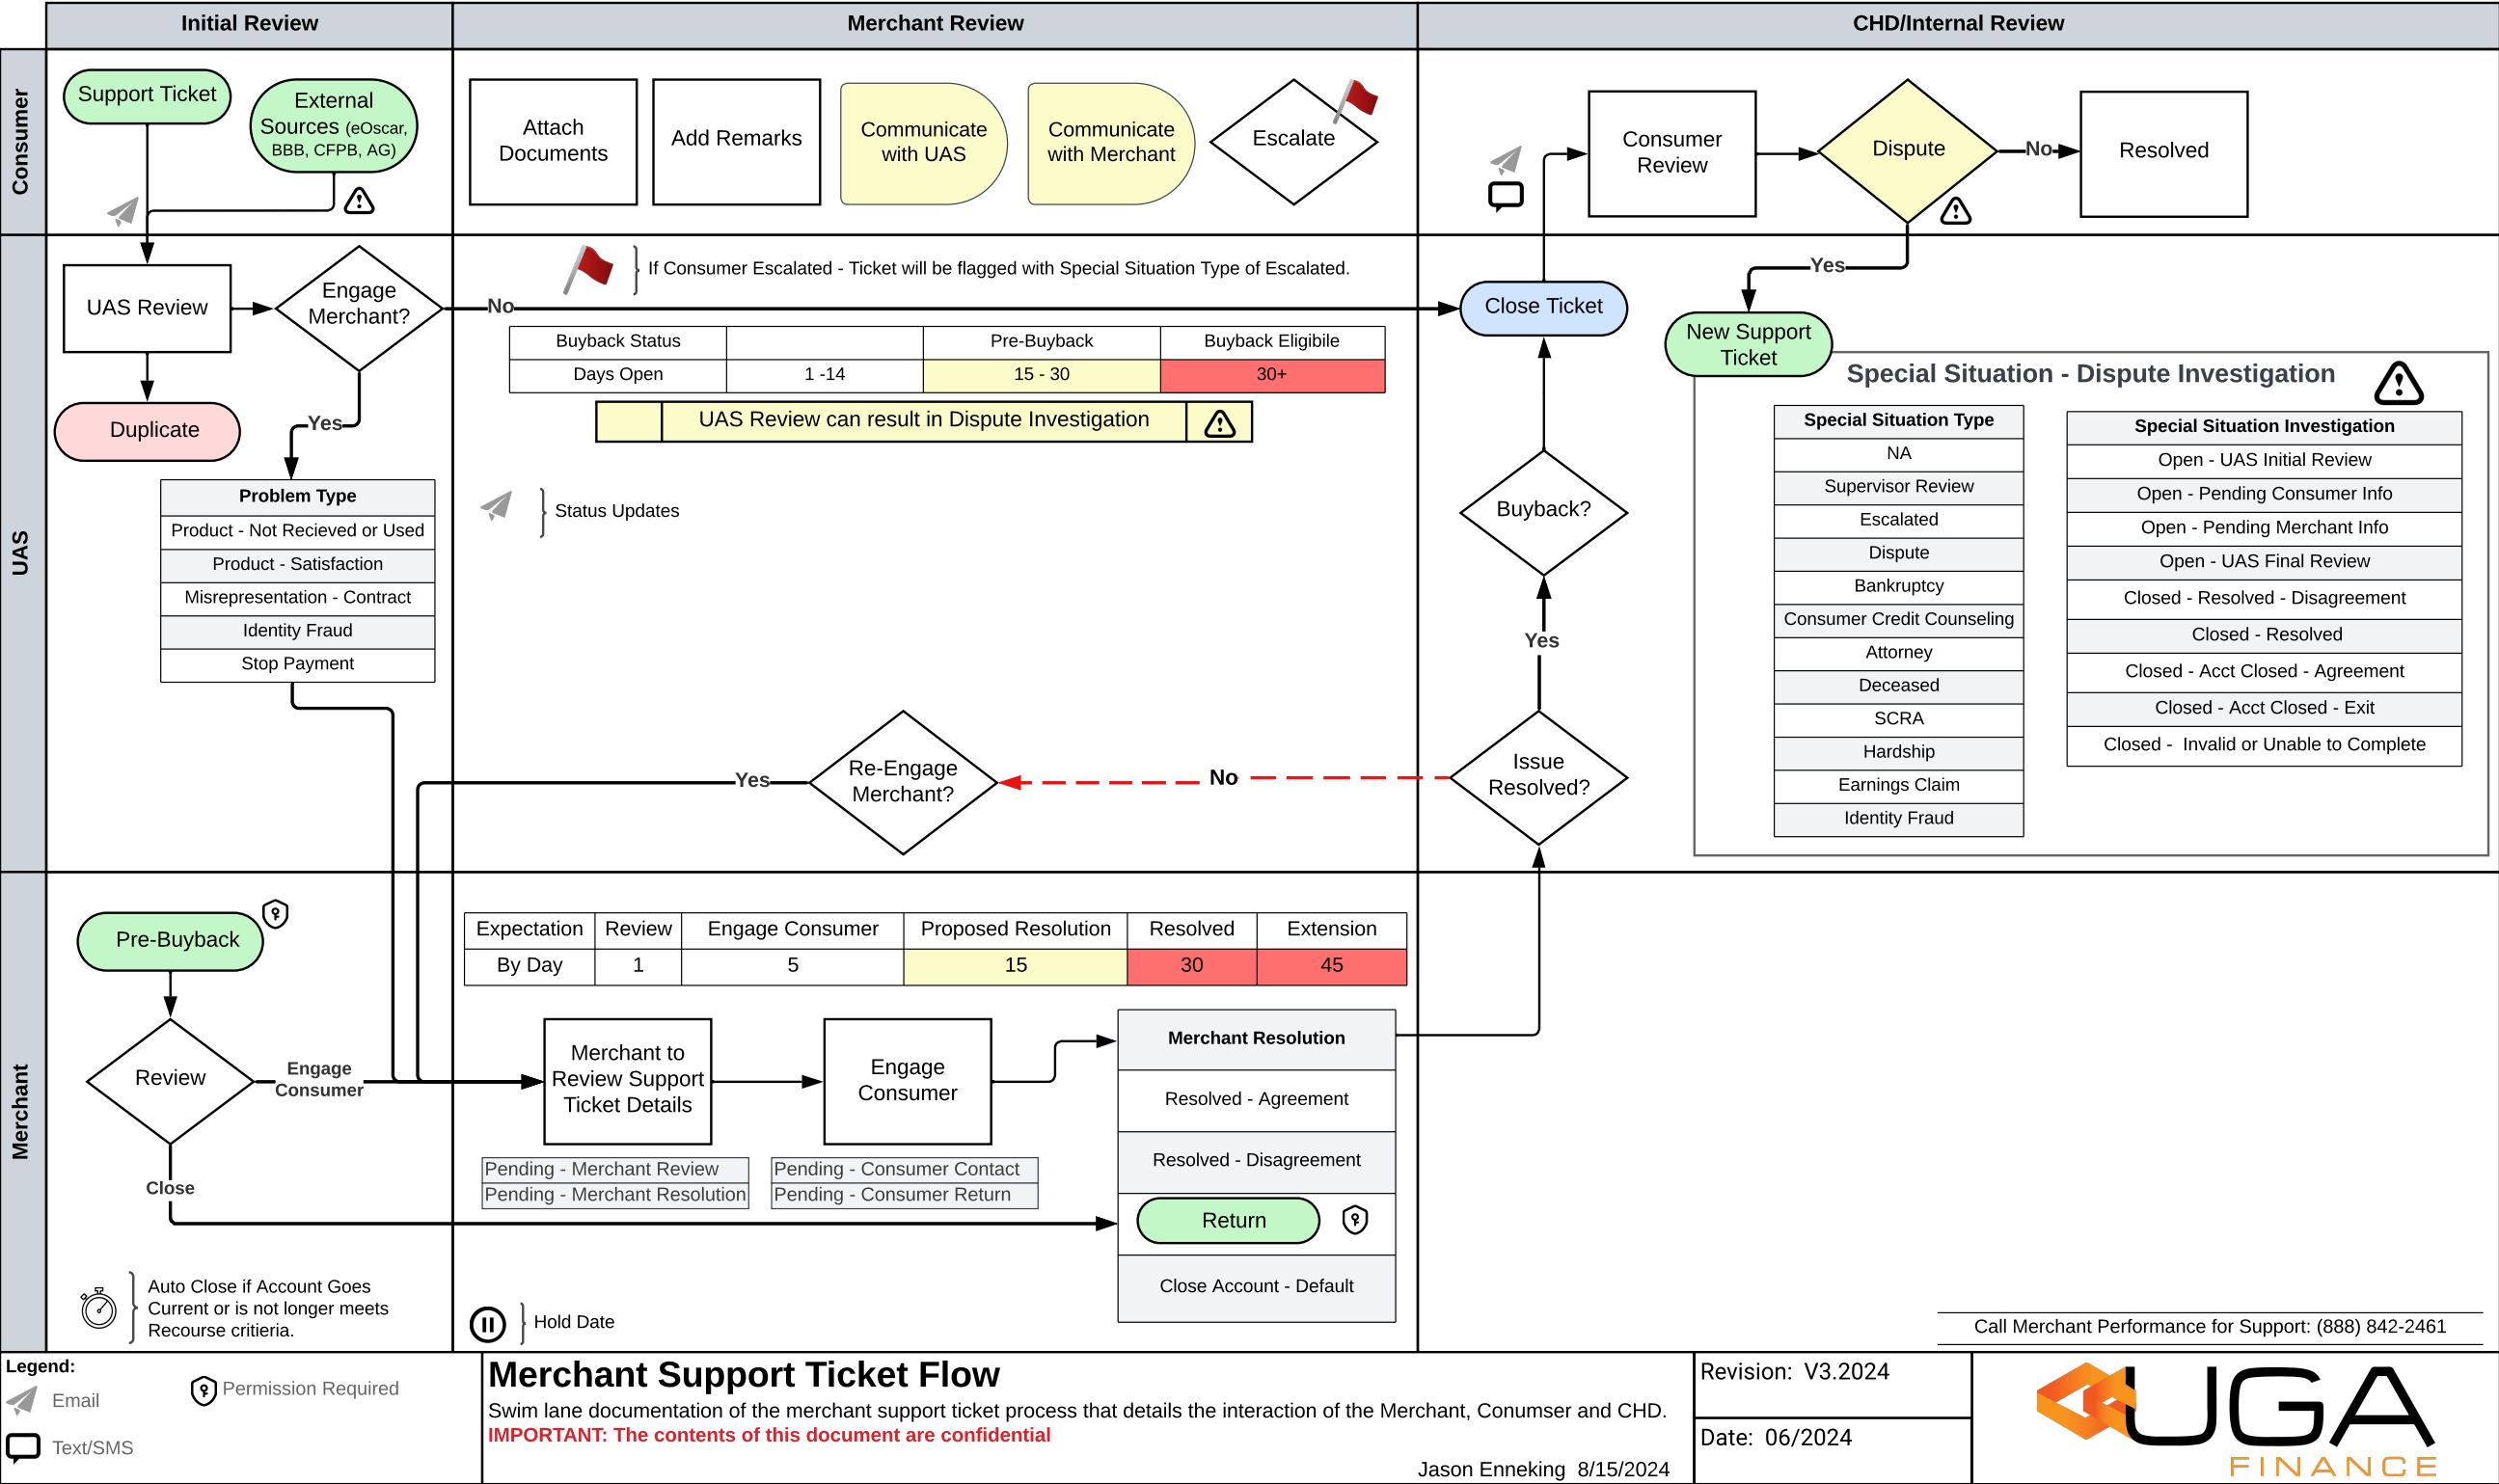 Initial Review
Merchant Review
CHD/Internal Review
Consumer
Support Ticket
External
Sources (eOscar,
BBB, CFPB, AG)
Attach
Documents
Add Remarks
Communicate
with UAS
Communicate
with Merchant
Escalate
Consumer
Review
Dispute
No
Resolved
UAS
UAS Review
Engage
Merchant?
No
Yes
Duplicate
If Consumer Escalated - Ticket will be flagged with Special Situation Type of Escalated.
Buyback Status
Pre-Buyback
Buyback Eligibile
Days Open
1 -14
15 - 30
30+
UAS Review can result in Dispute Investigation
Status Updates
Problem Type
Product - Not Recieved or Used
Product - Satisfaction
Misrepresentation - Contract
Identity Fraud
Stop Payment
Close Ticket
Yes
New Support
Ticket
Buyback?
Yes
Issue
Resolved?
No
Re-Engage
Merchant?
Yes
Special Situation - Dispute Investigation
Special Situation Type
NA
Supervisor Review
Escalated
Dispute
Bankruptcy
Consumer Credit Counseling
Attorney
Deceased
SCRA
Hardship
Earnings Claim
Identity Fraud
Special Situation Investigation
Open - UAS Initial Review
Open - Pending Consumer Info
Open - Pending Merchant Info
Open - UAS Final Review
Closed - Resolved - Disagreement
Closed - Resolved
Closed - Acct Closed - Agreement
Closed - Acct Closed - Exit
Closed -  Invalid or Unable to Complete
Merchant
Pre-Buyback
Review
Engage
Consumer
Close
Expectation
Review
Engage Consumer
Proposed Resolution
Resolved
Extension
By Day
1
5
15
30
45
Merchant to
Review Support
Ticket Details
Engage
Consumer
Pending - Merchant Review
Pending - Merchant Resolution
Pending - Consumer Contact
Pending - Consumer Return
Merchant Resolution
Resolved - Agreement
Resolved - Disagreement
Return
Close Account - Default
Auto Close if Account Goes
Current or is not longer meets
Recourse critieria.
Hold Date
Call Merchant Performance for Support: (888) 842-2461
Legend:
Email
Permission Required
Text/SMS
Merchant Support Ticket Flow
Swim lane documentation of the merchant support ticket process that details the interaction of the Merchant, Conumser and CHD.
IMPORTANT: The contents of this document are confidential
Jason Enneking  8/15/2024
Revision:  V3.2024
Date:  06/2024
UGA
FINANCE